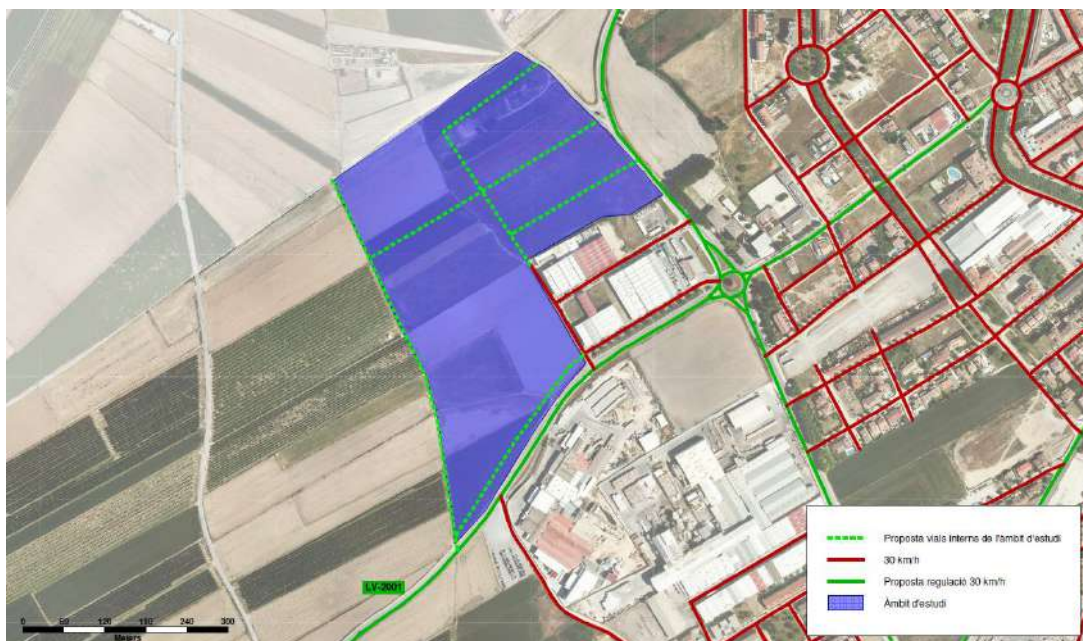 Proposta vials interns de l'àmbit d'estudi
30 km/h
Proposta regulació 30 km/h
Àmbit d'estudi
LV-2001
0 60 120 180 240 300
Meters